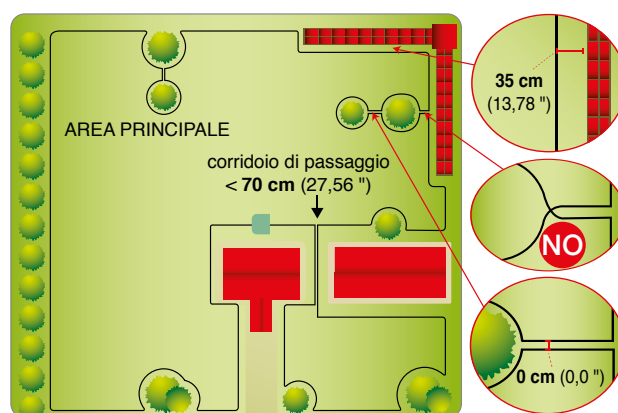 AREA PRINCIPALE
corridoio di passaggio
< 70 cm (27,56 ")
35 cm
(13,78 ")
NO
0 cm (0,0 ")